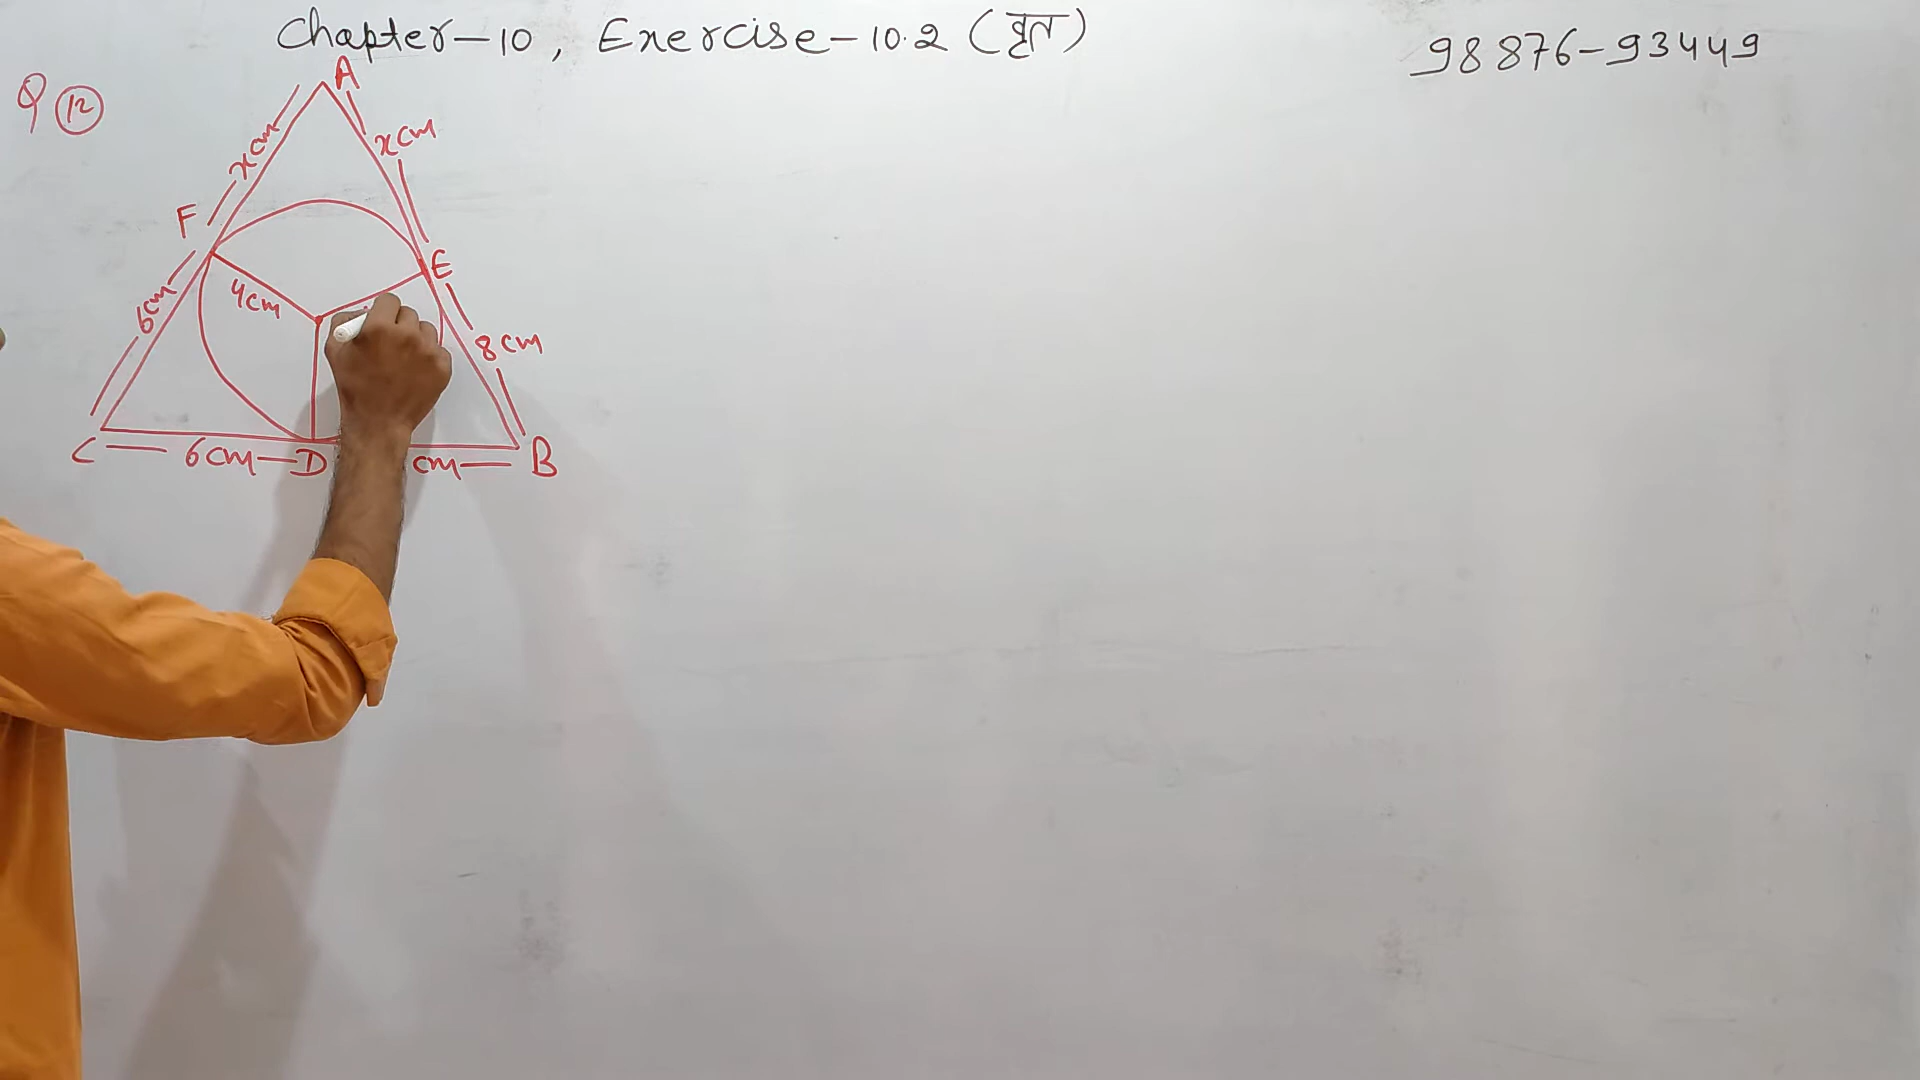 Chapter-10, Exercise-10.2 (वृत)
98876-93449
Q 12
A
x cm
x cm
F
E
4cm
6cm
8cm
C
6cm
D
cm
B